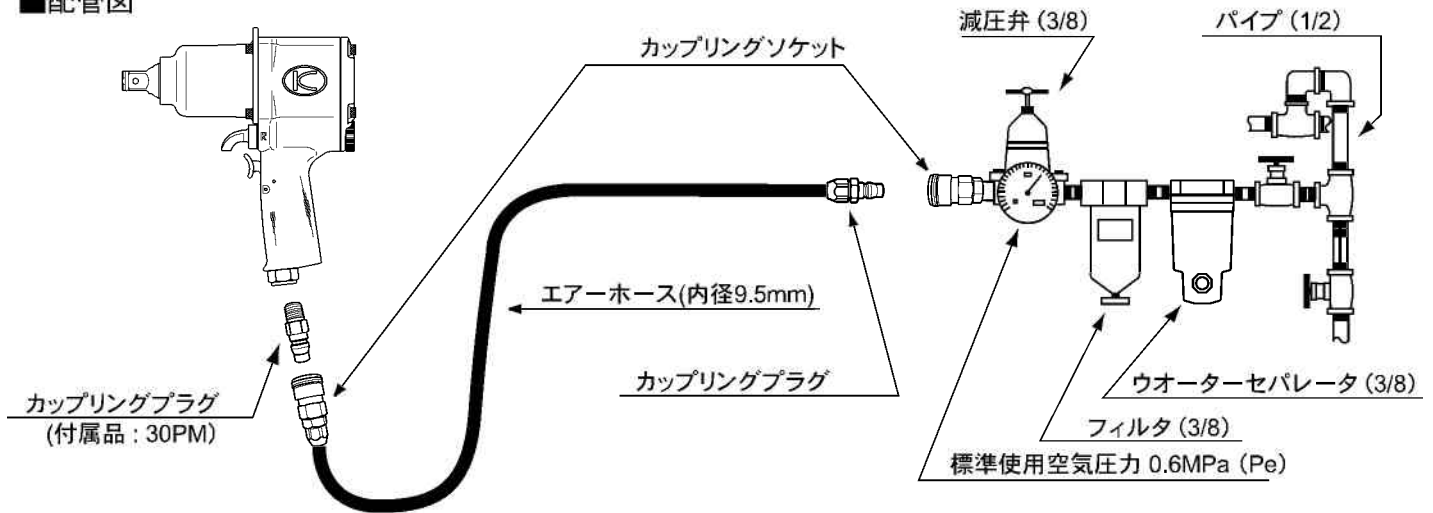 ■配管図
減圧弁 (3/8)
パイプ (1/2)
カップリングソケット
エアーホース(内径9.5mm)
カップリングプラグ
ウオーターセパレータ (3/8)
カップリングプラグ
(付属品 : 30PM)
フィルタ (3/8)
標準使用空気圧力 0.6MPa (Pe)